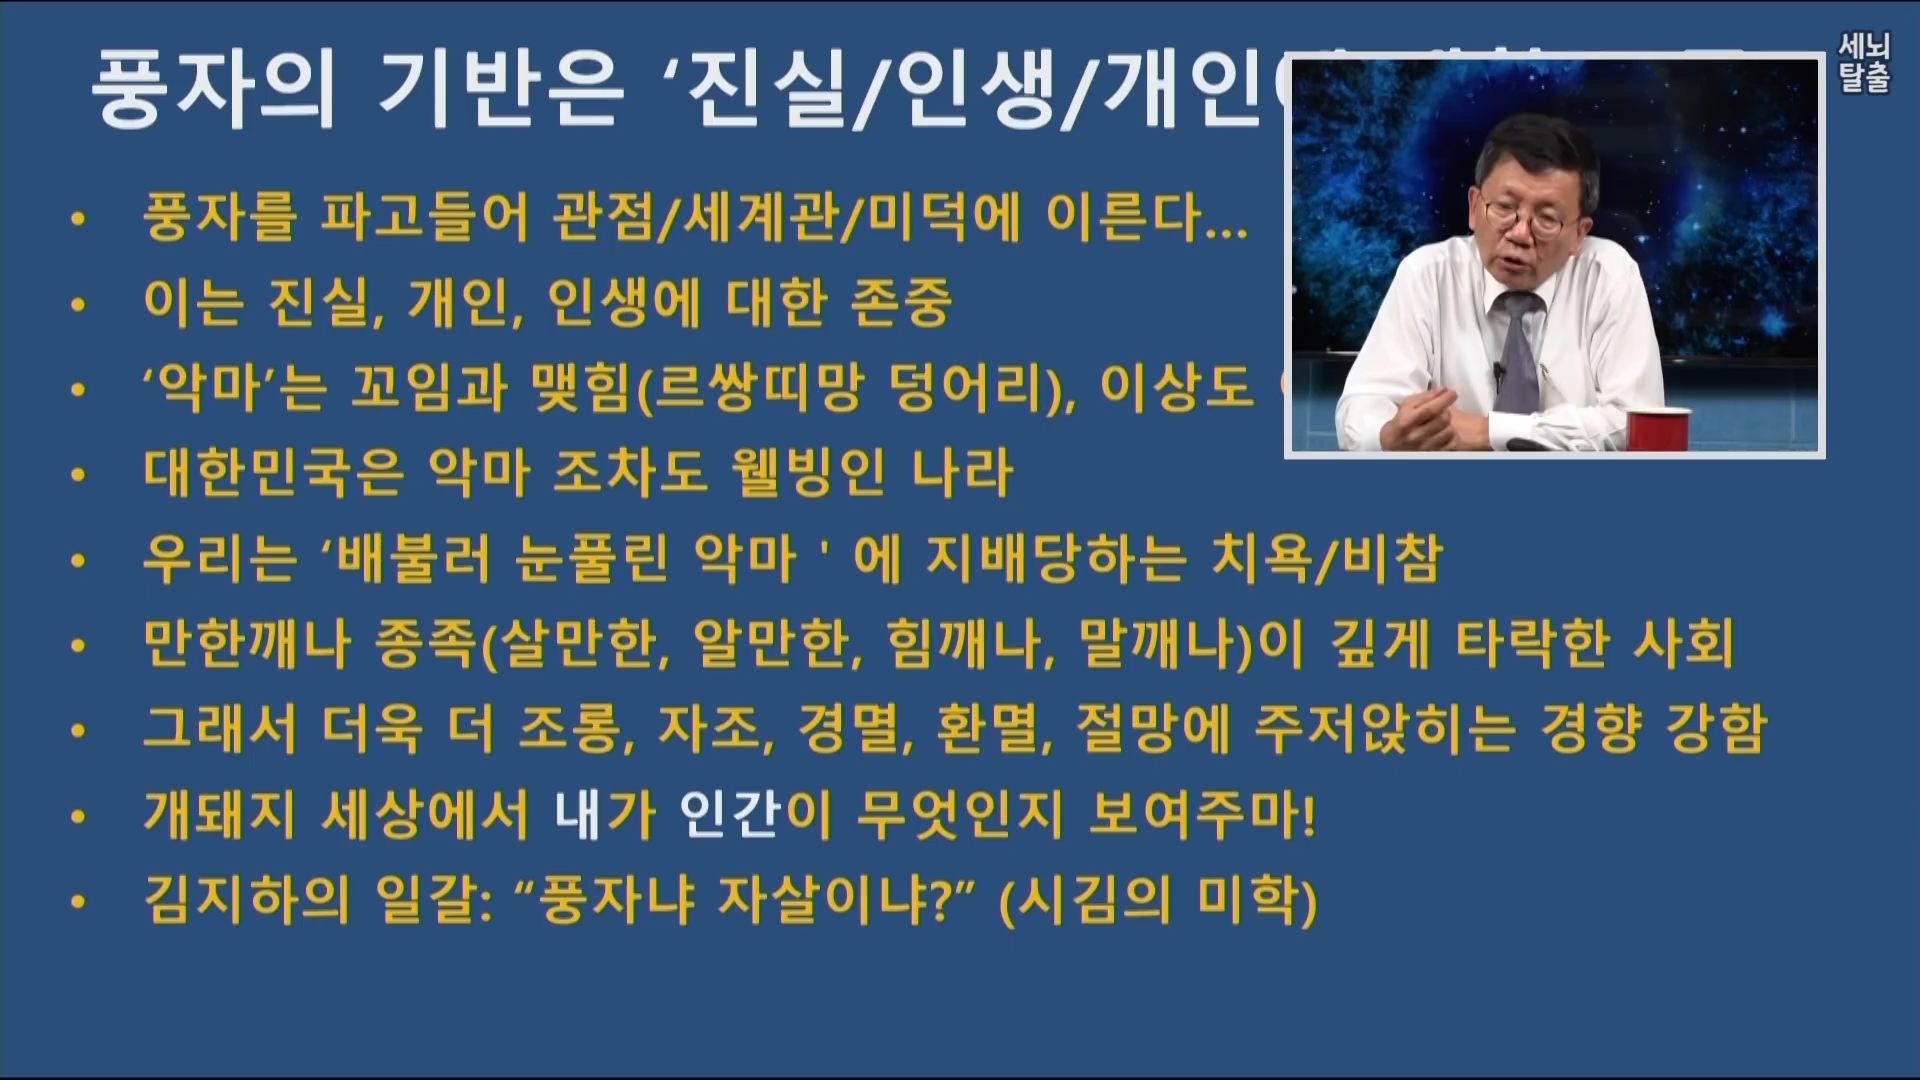 풍자의 기반은 ‘진실/인생/개인
세뇌
탈출
• 풍자를 파고들어 관점/세계관/미덕에 이른다...
• 이는 진실, 개인, 인생에 대한 존중
• ‘악마’는 꼬임과 맺힘(르쌍띠망 덩어리), 이상도
• 대한민국은 악마 조차도 웰빙인 나라
• 우리는 ‘배불러 눈풀린 악마 ' 에 지배당하는 치욕/비참
• 만한깨나 종족(살만한, 알만한, 힘깨나, 말깨나)이 깊게 타락한 사회
• 그래서 더욱 더 조롱, 자조, 경멸, 환멸, 절망에 주저앉히는 경향 강함
• 개돼지 세상에서 내가 인간이 무엇인지 보여주마!
• 김지하의 일갈: “풍자냐 자살이냐?” (시김의 미학)